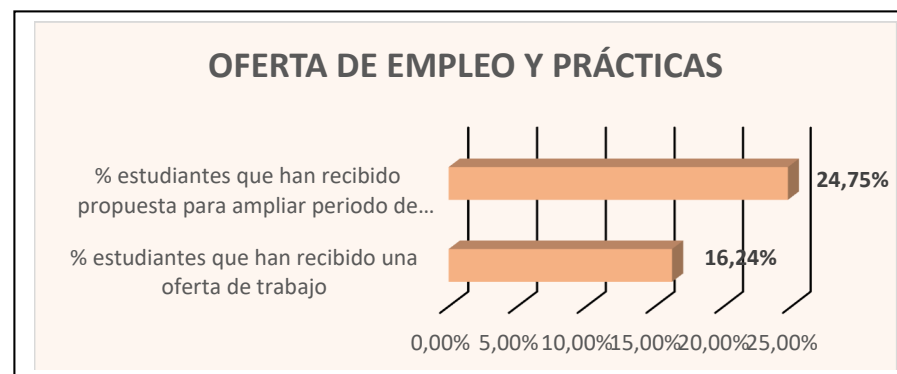 OFERTA DE EMPLEO Y PRÁCTICAS
% estudiantes que han recibido
propuesta para ampliar periodo de…
24,75%
% estudiantes que han recibido una
oferta de trabajo
16,24%
0,00% 5,00% 10,00% 15,00% 20,00% 25,00%